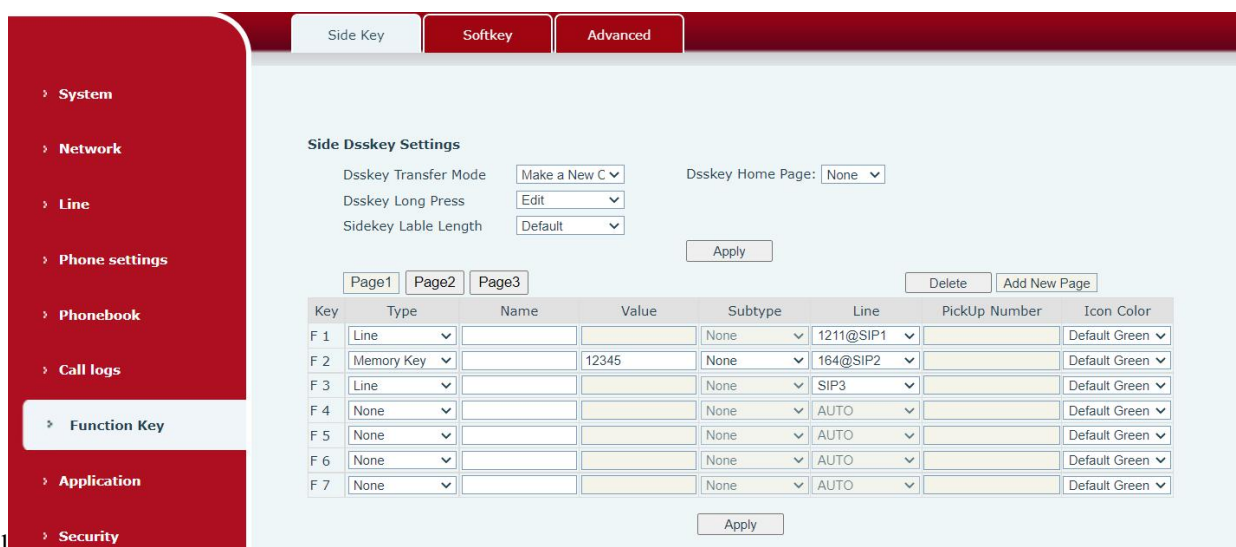 Side Key Softkey Advanced
System
Network
Line
Phone settings
Phonebook
Call logs
Function Key
Application
Security
Side Dsskey Settings
Dsskey Transfer Mode Make a New C Dsskey Home Page: None
Dsskey Long Press Edit
Sidekey Lable Length Default
Apply
Page1 Page2 Page3 Delete Add New Page
Key Type Name Value Subtype Line PickUp Number Icon Color
F 1 Line None 1211@SIP1 Default Green
F 2 Memory Key 12345 None 164@SIP2 Default Green
F 3 Line None SIP3 Default Green
F 4 None None AUTO Default Green
F 5 None None AUTO Default Green
F 6 None None AUTO Default Green
F 7 None None AUTO Default Green
Apply